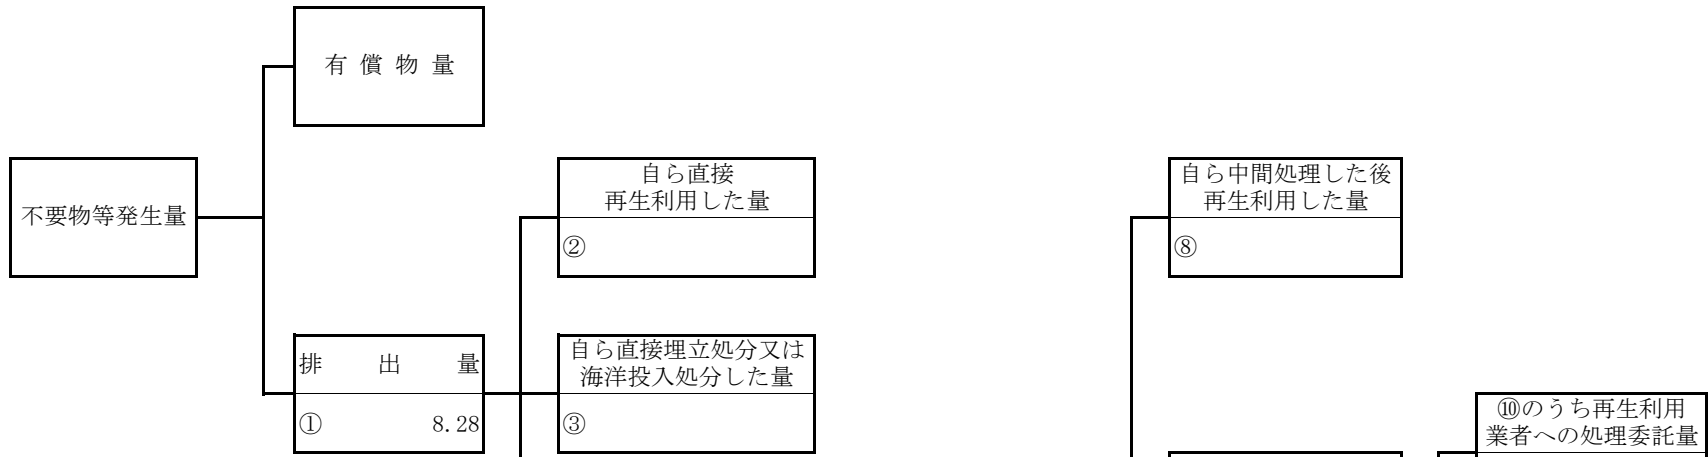 有償物量
不要物等発生量
自ら直接
再生利用した量
②
自ら中間処理した後
再生利用した量
⑧
排出量
① 8.28
自ら直接埋立処分又は
海洋投入処分した量
③
⑩のうち再生利用
業者への処理委託量